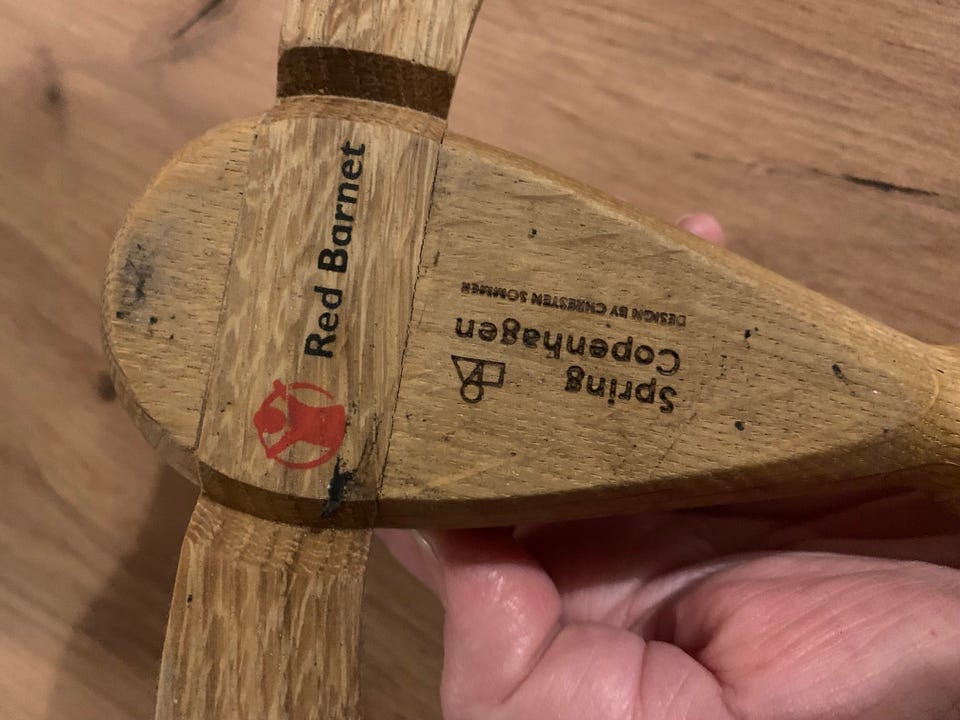 Red Barnet
Spring
Copenhagen
DESIGN BY CHRESTEN SOMMER